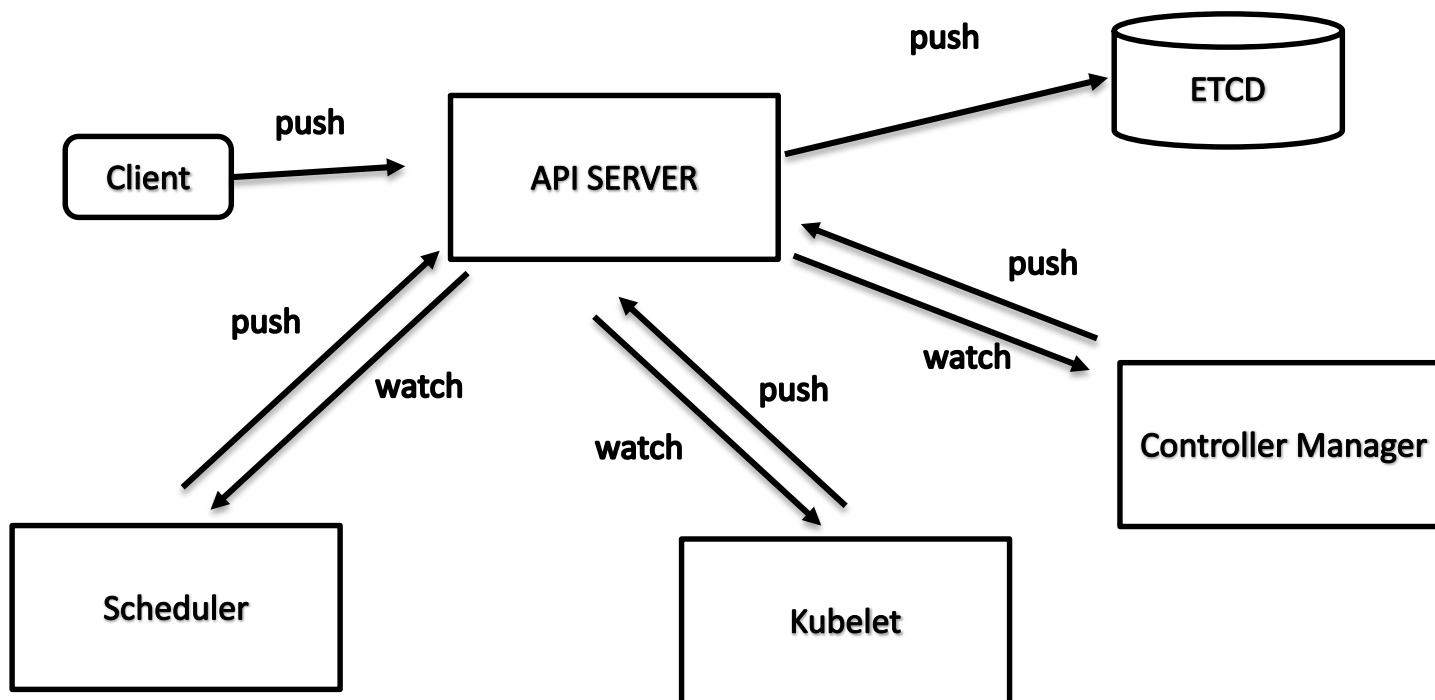 push
ETCD
push
Client
API SERVER
push
push
watch
watch
push
watch
push
Controller Manager
Scheduler
Kubelet